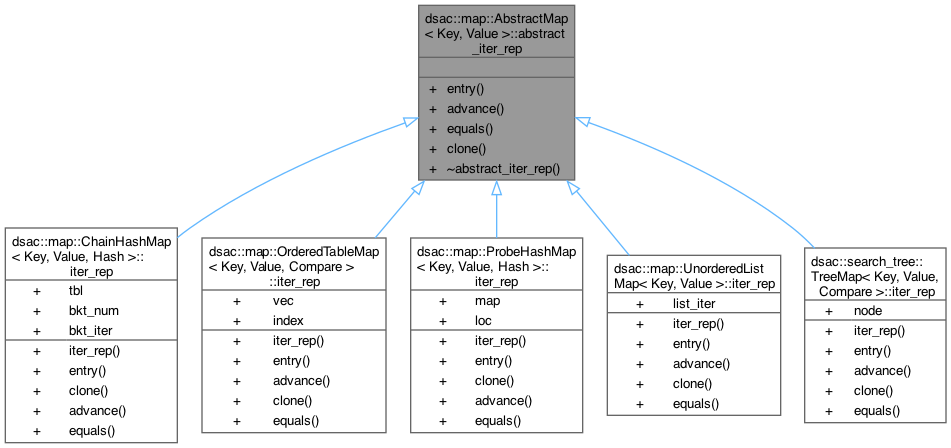 dsac::map::AbstractMap
< Key, Value >::abstract
_iter_rep
+ entry()
+ advance()
+ equals()
+ clone()
+ ~abstract_iter_rep()
dsac::map::ChainHashMap
< Key, Value, Hash >::
iter_rep
+ tbl
+ bkt_num
+ bkt_iter
+ iter_rep()
+ entry()
+ clone()
+ advance()
+ equals()
dsac::map::OrderedTableMap
< Key, Value, Compare >
::iter_rep
+ vec
+ index
+ iter_rep()
+ entry()
+ advance()
+ clone()
+ equals()
dsac::map::ProbeHashMap
< Key, Value, Hash >::
iter_rep
+ map
+ loc
+ iter_rep()
+ entry()
+ clone()
+ advance()
+ equals()
dsac::map::UnorderedList
Map< Key, Value >::iter_rep
+ list_iter
+ iter_rep()
+ entry()
+ advance()
+ clone()
+ equals()
dsac::search_tree::
TreeMap< Key, Value,
Compare >::iter_rep
+ node
+ iter_rep()
+ entry()
+ advance()
+ clone()
+ equals()